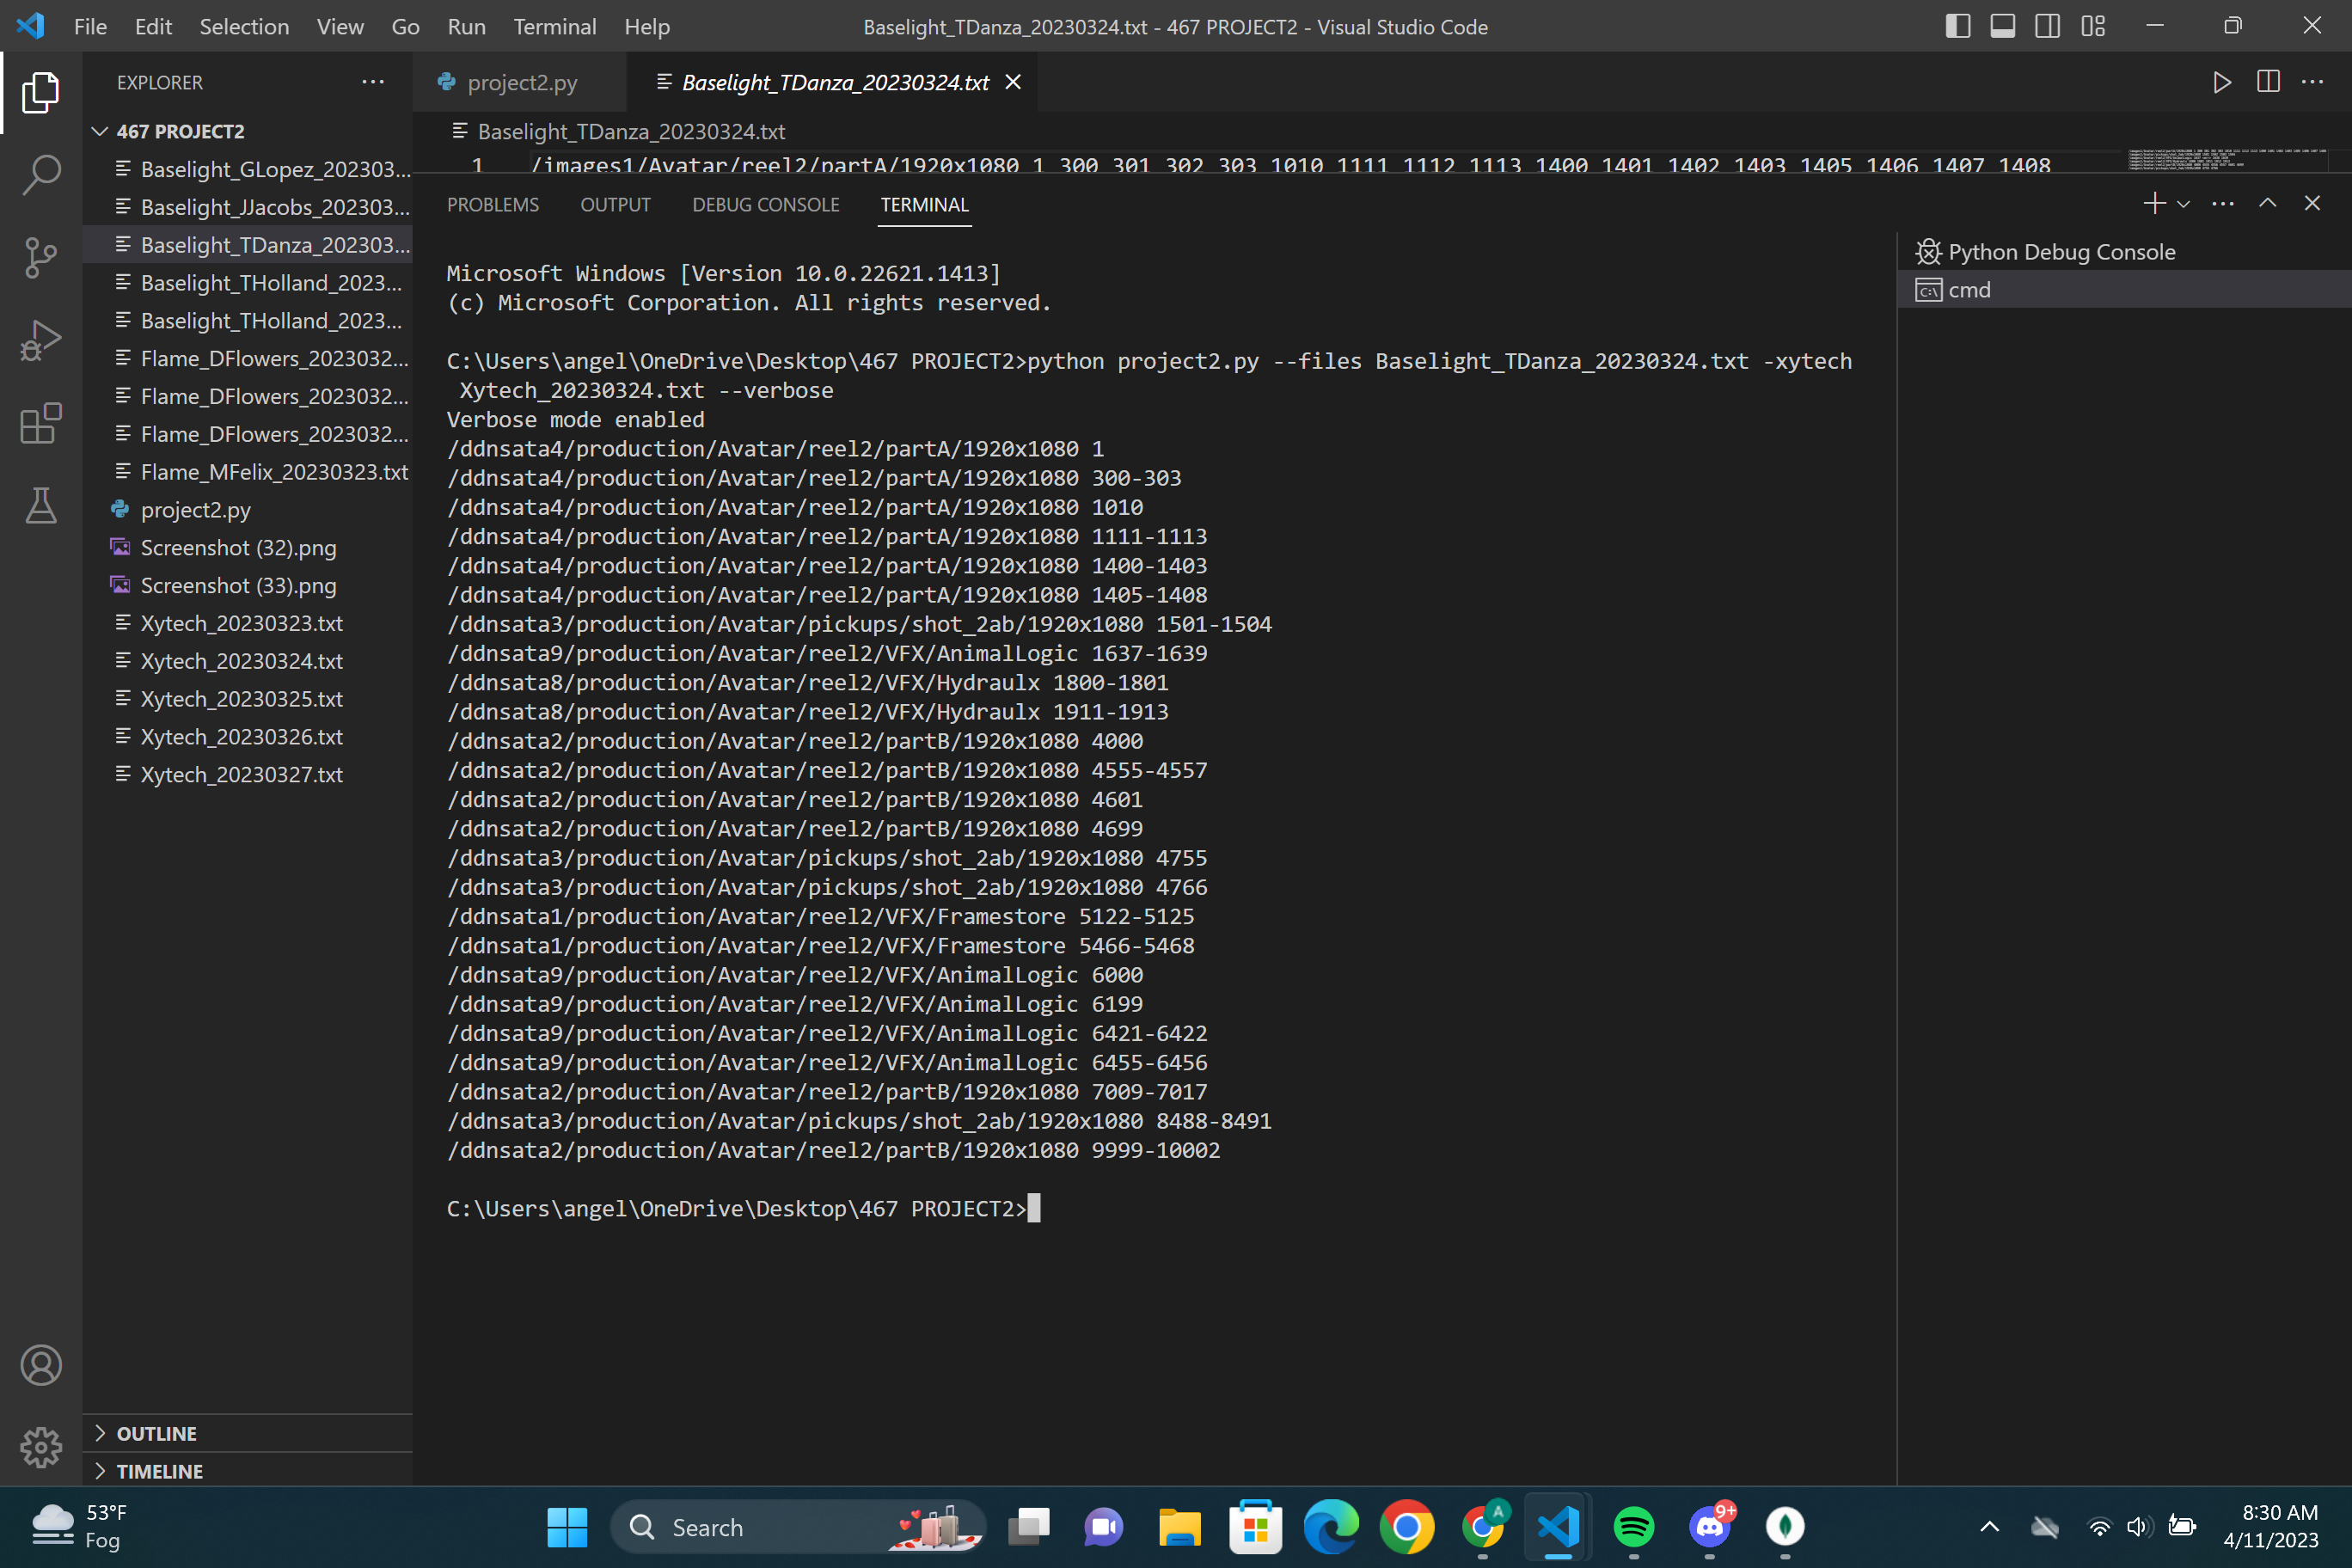 File Edit Selection View Go Run Terminal Help
Baselight_TDanza_20230324.txt - 467 PROJECT2 - Visual Studio Code
EXPLORER
467 PROJECT2
Baselight_GLopez_202303...
Baselight_JJacobs_202303...
Baselight_TDanza_202303...
Baselight_THolland_2023...
Baselight_THolland_2023...
Flame_DFlowers_2023032...
Flame_DFlowers_2023032...
Flame_DFlowers_2023032...
Flame_MFelix_20230323.txt
project2.py
Screenshot (32).png
Screenshot (33).png
Xytech_20230323.txt
Xytech_20230324.txt
Xytech_20230325.txt
Xytech_20230326.txt
Xytech_20230327.txt
OUTLINE
TIMELINE
project2.py
Baselight_TDanza_20230324.txt
Baselight_TDanza_20230324.txt
1 /images1/Avatar/reel2/partA/1920x1080 1 300 301 302 303 1010 1111 1112 1113 1400 1401 1402 1403 1405 1406 1407 1408
PROBLEMS OUTPUT DEBUG CONSOLE TERMINAL
Microsoft Windows [Version 10.0.22621.1413]
(c) Microsoft Corporation. All rights reserved.
C:\Users\angel\OneDrive\Desktop\467 PROJECT2>python project2.py --files Baselight_TDanza_20230324.txt -xytech
Xytech_20230324.txt --verbose
Verbose mode enabled
/ddnsata4/production/Avatar/reel2/partA/1920x1080 1
/ddnsata4/production/Avatar/reel2/partA/1920x1080 300-303
/ddnsata4/production/Avatar/reel2/partA/1920x1080 1010
/ddnsata4/production/Avatar/reel2/partA/1920x1080 1111-1113
/ddnsata4/production/Avatar/reel2/partA/1920x1080 1400-1403
/ddnsata4/production/Avatar/reel2/partA/1920x1080 1405-1408
/ddnsata3/production/Avatar/pickups/shot_2ab/1920x1080 1501-1504
/ddnsata9/production/Avatar/reel2/VFX/AnimalLogic 1637-1639
/ddnsata8/production/Avatar/reel2/VFX/Hydraulx 1800-1801
/ddnsata8/production/Avatar/reel2/VFX/Hydraulx 1911-1913
/ddnsata2/production/Avatar/reel2/partB/1920x1080 4000
/ddnsata2/production/Avatar/reel2/partB/1920x1080 4555-4557
/ddnsata2/production/Avatar/reel2/partB/1920x1080 4601
/ddnsata2/production/Avatar/reel2/partB/1920x1080 4699
/ddnsata3/production/Avatar/pickups/shot_2ab/1920x1080 4755
/ddnsata3/production/Avatar/pickups/shot_2ab/1920x1080 4766
/ddnsata1/production/Avatar/reel2/VFX/Framestore 5122-5125
/ddnsata1/production/Avatar/reel2/VFX/Framestore 5466-5468
/ddnsata9/production/Avatar/reel2/VFX/AnimalLogic 6000
/ddnsata9/production/Avatar/reel2/VFX/AnimalLogic 6199
/ddnsata9/production/Avatar/reel2/VFX/AnimalLogic 6421-6422
/ddnsata9/production/Avatar/reel2/VFX/AnimalLogic 6455-6456
/ddnsata2/production/Avatar/reel2/partB/1920x1080 7009-7017
/ddnsata3/production/Avatar/pickups/shot_2ab/1920x1080 8488-8491
/ddnsata2/production/Avatar/reel2/partB/1920x1080 9999-10002
C:\Users\angel\OneDrive\Desktop\467 PROJECT2>
Python Debug Console
cmd
53°F
Fog
Search
A
9+
8:30 AM
4/11/2023